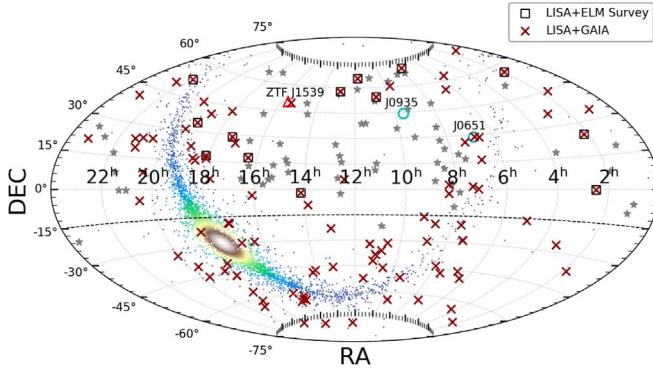 LISA+ELM Survey
LISA+GAIA
75°
60°
45°
30°
15°
0°
-15°
-30°
-45°
-60°
-75°
ZTF J1539
J0935
J0651
22h 20h 18h 16h 14h 12h 10h 8h 6h 4h 2h
DEC
RA